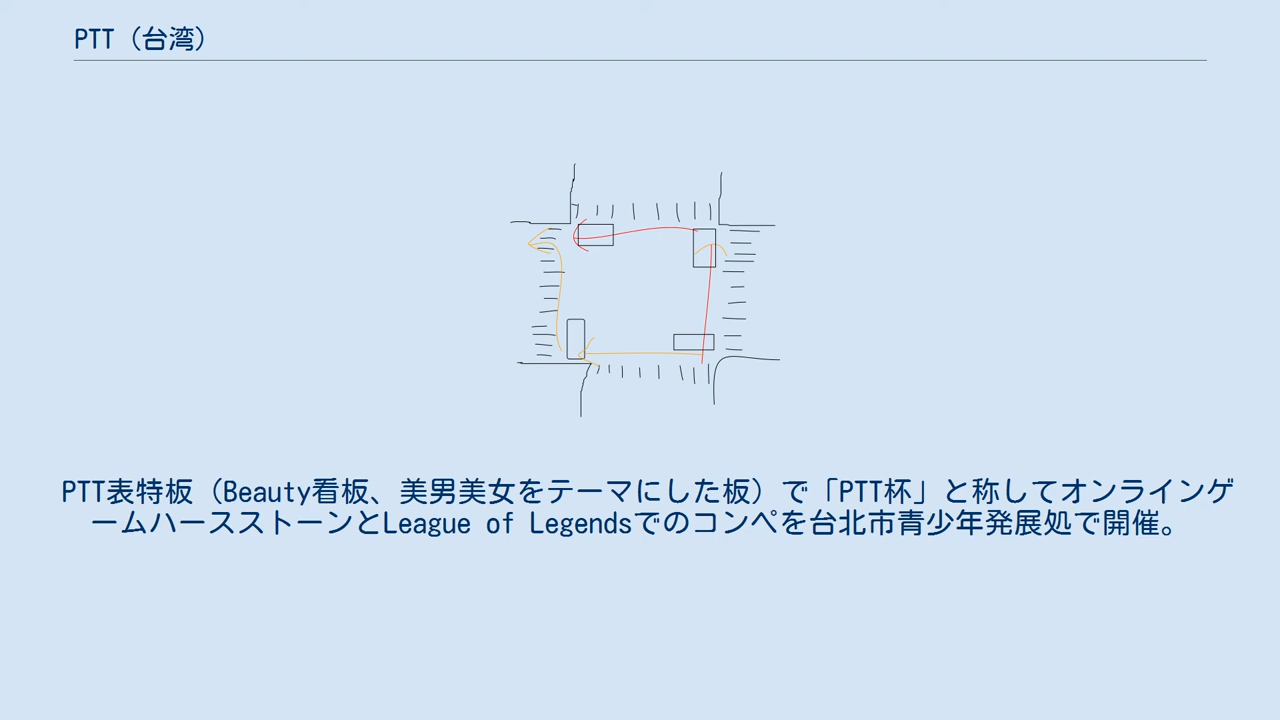 PTT（台湾）
PTT表特板（Beauty看板、美男美女をテーマにした板）で「PTT杯」と称してオンラインゲ
ームハースストーンとLeague of Legendsでのコンペを台北市青少年発展処で開催。